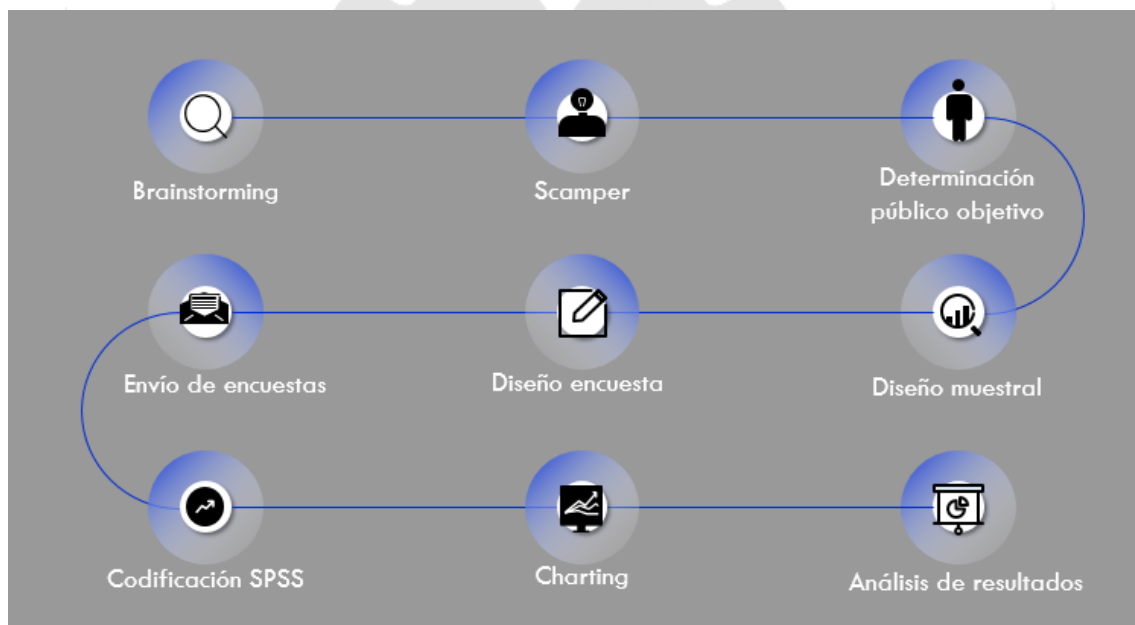 Brainstorming
Scamper
Determinación
público objetivo
Envío de encuestas
Diseño encuesta
Diseño muestral
Codificación SPSS
Charting
Análisis de resultados